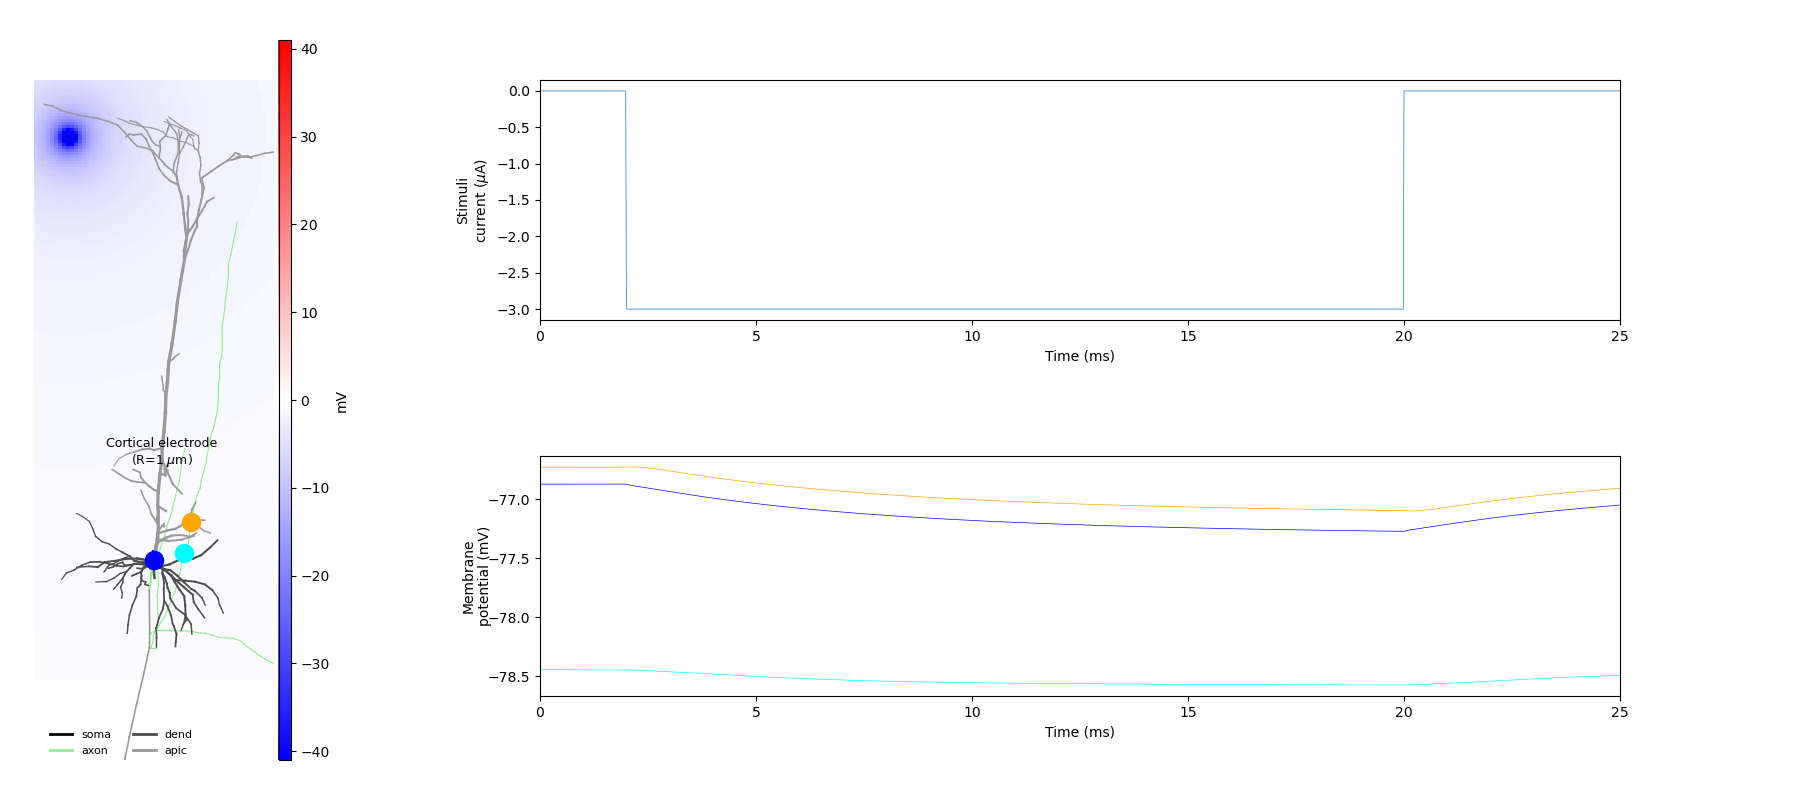 40
30
20
10
0
−10
−20
−30
−40
mV
Cortical electrode
(R=1 μm)
soma
dend
axon
apic
Stimuli
current (μA)
0.0
−0.5
−1.0
−1.5
−2.0
−2.5
−3.0
0
5
10
15
20
25
Time (ms)
Membrane
potential (mV)
−77.0
−77.5
−78.0
−78.5
0
5
10
15
20
25
Time (ms)